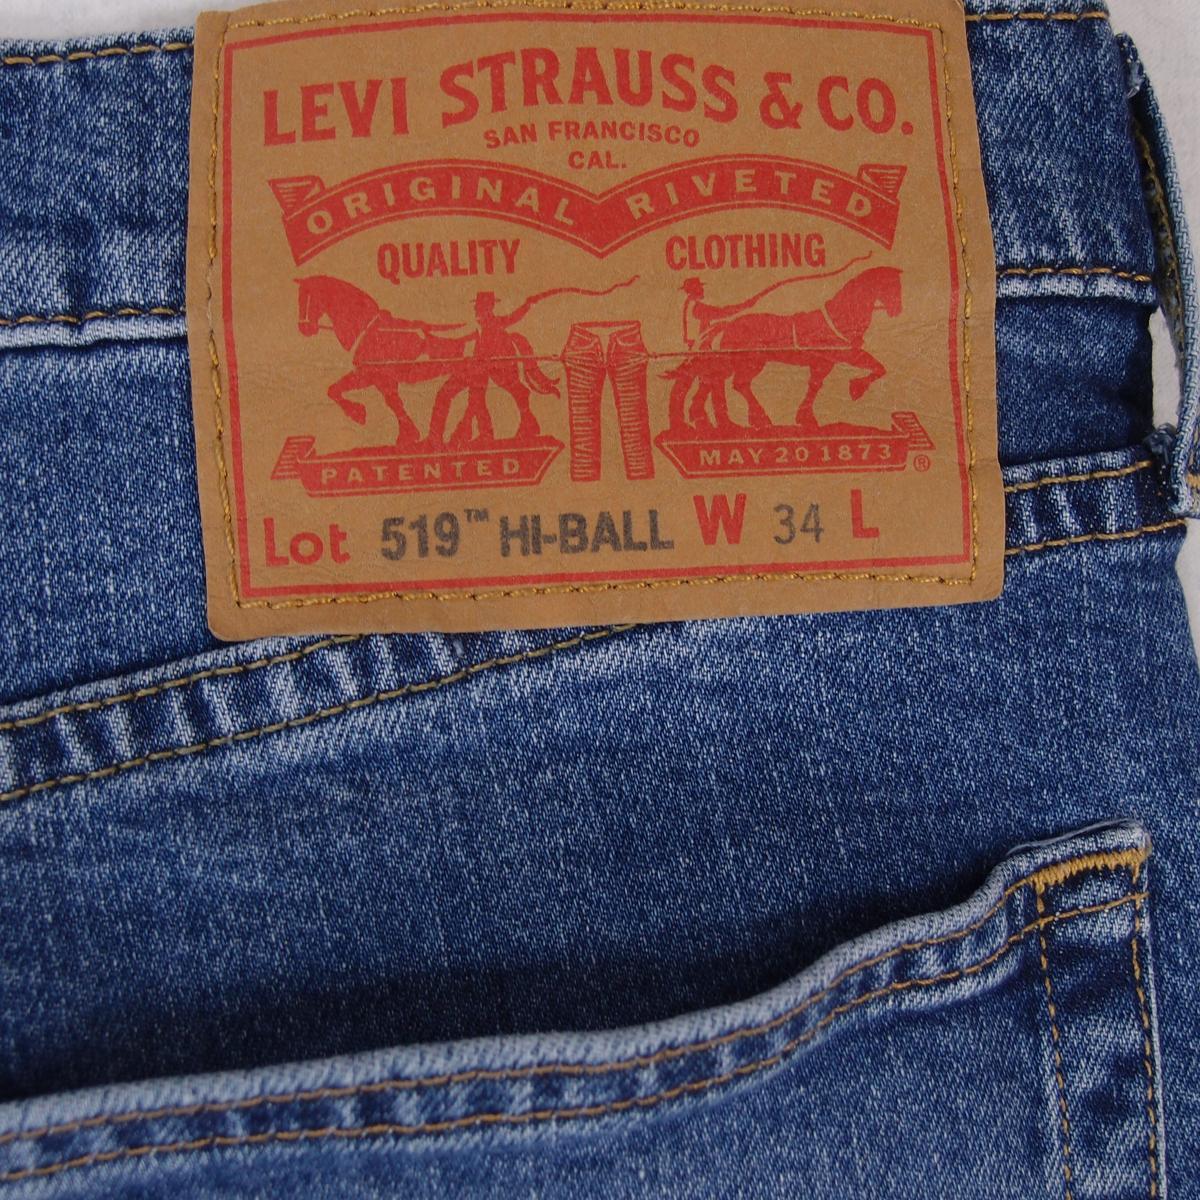 LEVI STRAUSS & CO.
SAN FRANCISCO
CAL.
ORIGINAL RIVETED
QUALITY CLOTHING
PATENTED MAY 20 1873 ®
Lot 519™ HI-BALL W 34 L